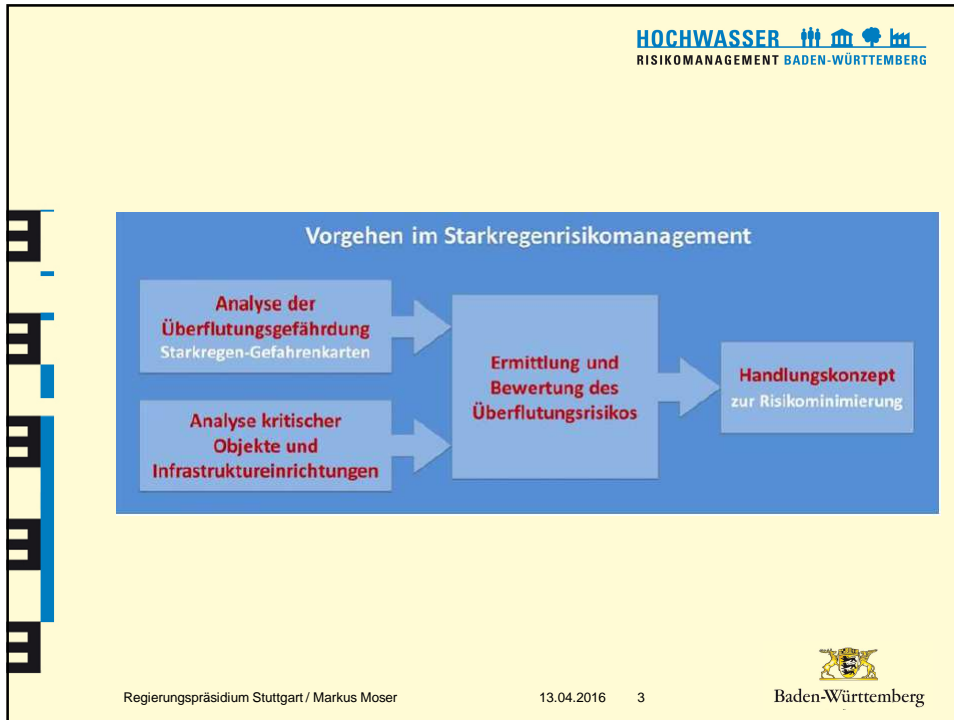 HOCHWASSER
RISIKOMANAGEMENT BADEN-WÜRTTEMBERG
Vorgehen im Starkregenrisikomanagement
Analyse der
Überflutungsgefährdung
Starkregen-Gefahrenkarten
Analyse kritischer
Objekte und
Infrastruktureinrichtungen
Ermittlung und
Bewertung des
Überflutungsrisikos
Handlungskonzept
zur Risikominimierung
Regierungspräsidium Stuttgart / Markus Moser 13.04.2016 3
Baden-Württemberg